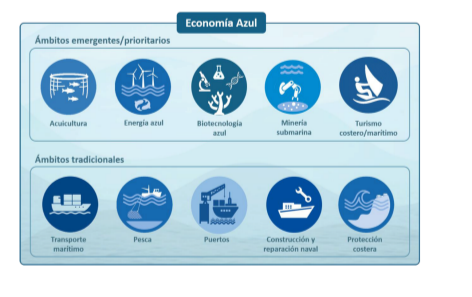 Economía Azul
Ámbitos emergentes/prioritarios
Acuicultura
Energía azul
Biotecnología
azul
Minería
submarina
Turismo
costero/marítimo
Ámbitos tradicionales
Transporte
marítimo
Pesca
Puertos
Construcción y
reparación naval
Protección
costera